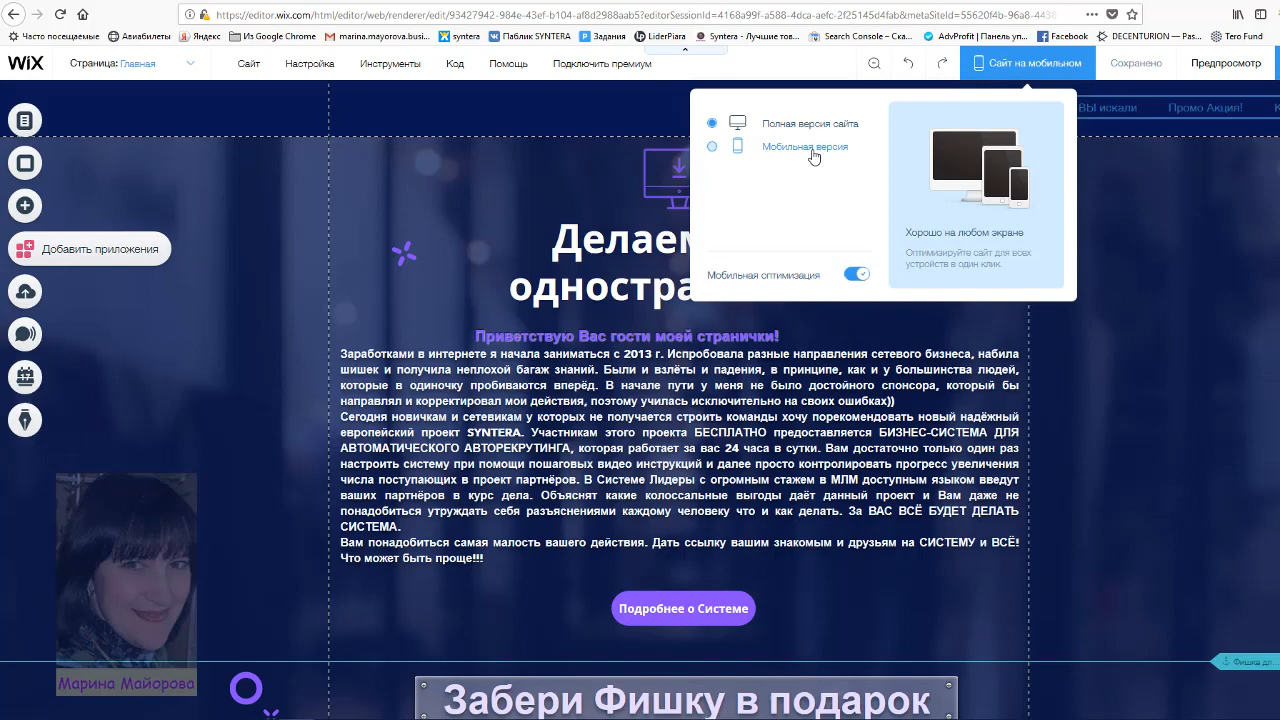 https://editor.wix.com/html/editor/web/renderer/edit/93427942-984e-43ef-b104-af8d2988aab5?editorSessionId=4168a99f-a588-4dca-aefc-2f25145d4fab&metaSiteId=55620f4b-96a8-4438
Часто посещаемые Авиабилеты Яндекс Из Google Chrome marina.mayorova.busi... syntera Паблик SYNTERA Задания LiderPiara Syntera - Лучшие тов... Search Console – Ска... AdvProfit | Панель уп... Facebook DECENTURION — Pas... Tero Fund
WiX Страница: Главная Сайт Настройка Инструменты Код Помощь Подключить премиум Сайт на мобильном Сохранено Предпросмотр
ВЫ искали Промо Акция!
Полная версия сайта
Мобильная версия
Хорошо на любом экране
Оптимизируйте сайт для всех
устройств в один клик.
Мобильная оптимизация
Добавить приложения
Делаем
одностра
Приветствую Вас гости моей странички!
Заработками в интернете я начала заниматься с 2013 г. Испробовала разные направления сетевого бизнеса, набила
шишек и получила неплохой багаж знаний. Были и взлёты и падения, в принципе, как и у большинства людей,
которые в одиночку пробиваются вперёд. В начале пути у меня не было достойного спонсора, который бы
направлял и корректировал мои действия, поэтому училась исключительно на своих ошибках))
Сегодня новичкам и сетевикам у которых не получается строить команды хочу порекомендовать новый надёжный
европейский проект SYNTERA. Участникам этого проекта БЕСПЛАТНО предоставляется БИЗНЕС-СИСТЕМА ДЛЯ
АВТОМАТИЧЕСКОГО АВТОРЕКРУТИНГА, которая работает за вас 24 часа в сутки. Вам достаточно только один раз
настроить систему при помощи пошаговых видео инструкций и далее просто контролировать прогресс увеличения
числа поступающих в проект партнёров. В Системе Лидеры с огромным стажем в МЛМ доступным языком введут
ваших партнёров в курс дела. Объяснят какие колоссальные выгоды даёт данный проект и Вам даже не
понадобиться утруждать себя разъяснениями каждому человеку что и как делать. За ВАС ВСЁ БУДЕТ ДЕЛАТЬ
СИСТЕМА.
Вам понадобиться самая малость вашего действия. Дать ссылку вашим знакомым и друзьям на СИСТЕМУ и ВСЁ!
Что может быть проще!!!
Подробнее о Системе
Фишка дл...
Марина Майорова
Забери Фишку в подарок